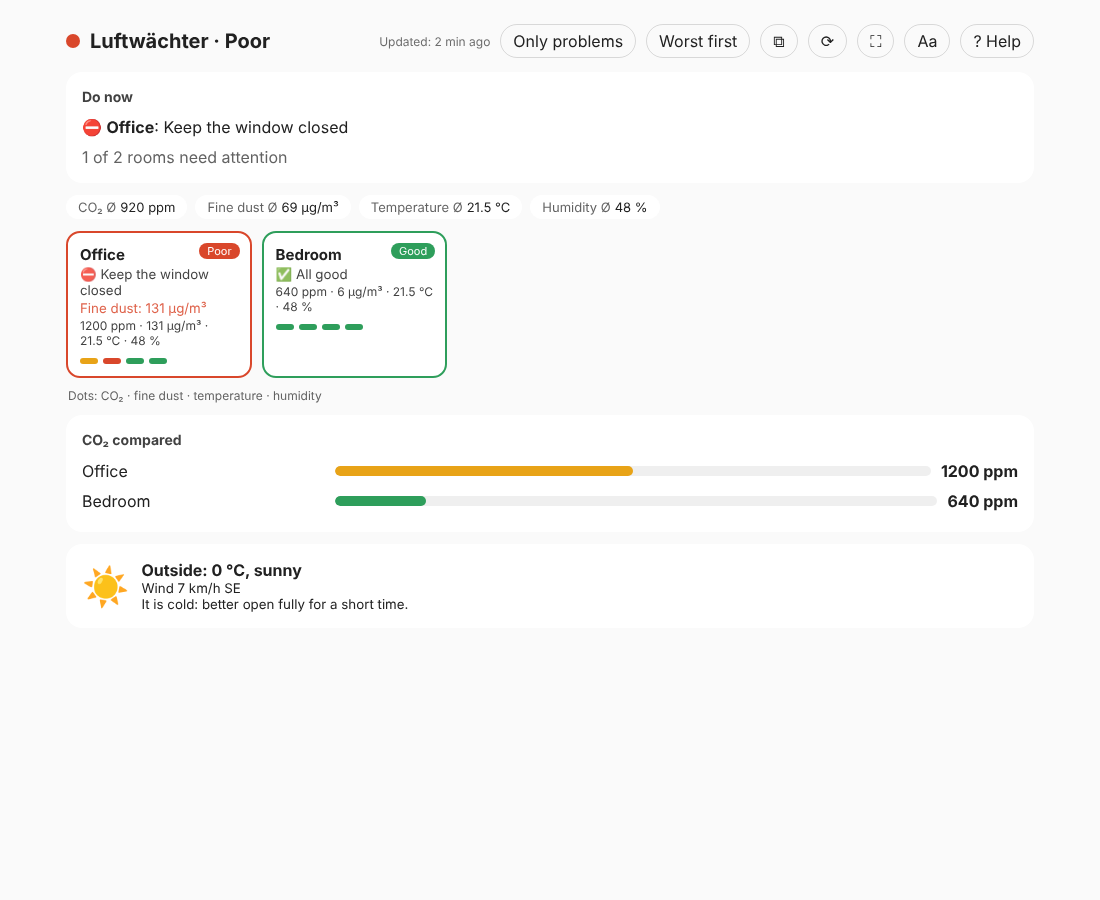 Luftwächter · Poor
Updated: 2 min ago
Only problems
Worst first
Aa
? Help
Do now
Office: Keep the window closed
1 of 2 rooms need attention
CO₂ Ø 920 ppm
Fine dust Ø 69 µg/m³
Temperature Ø 21.5 °C
Humidity Ø 48 %
Office
Poor
Keep the window
closed
Fine dust: 131 µg/m³
1200 ppm · 131 µg/m³ ·
21.5 °C · 48 %
Bedroom
Good
All good
640 ppm · 6 µg/m³ · 21.5 °C
· 48 %
Dots: CO₂ · fine dust · temperature · humidity
CO₂ compared
Office
1200 ppm
Bedroom
640 ppm
Outside: 0 °C, sunny
Wind 7 km/h SE
It is cold: better open fully for a short time.